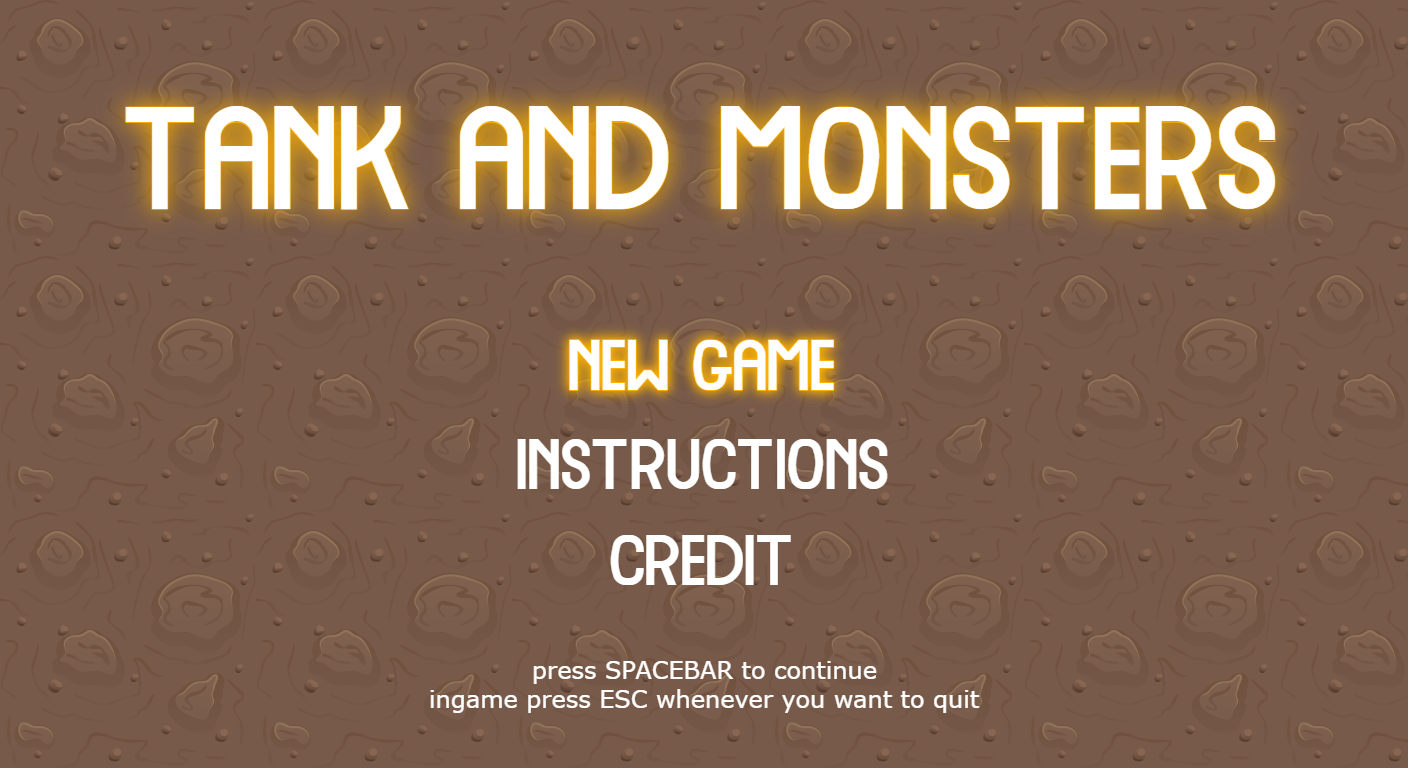 TANK AND MONSTERS
NEW GAME
INSTRUCTIONS
CREDIT
press SPACEBAR to continue
ingame press ESC whenever you want to quit